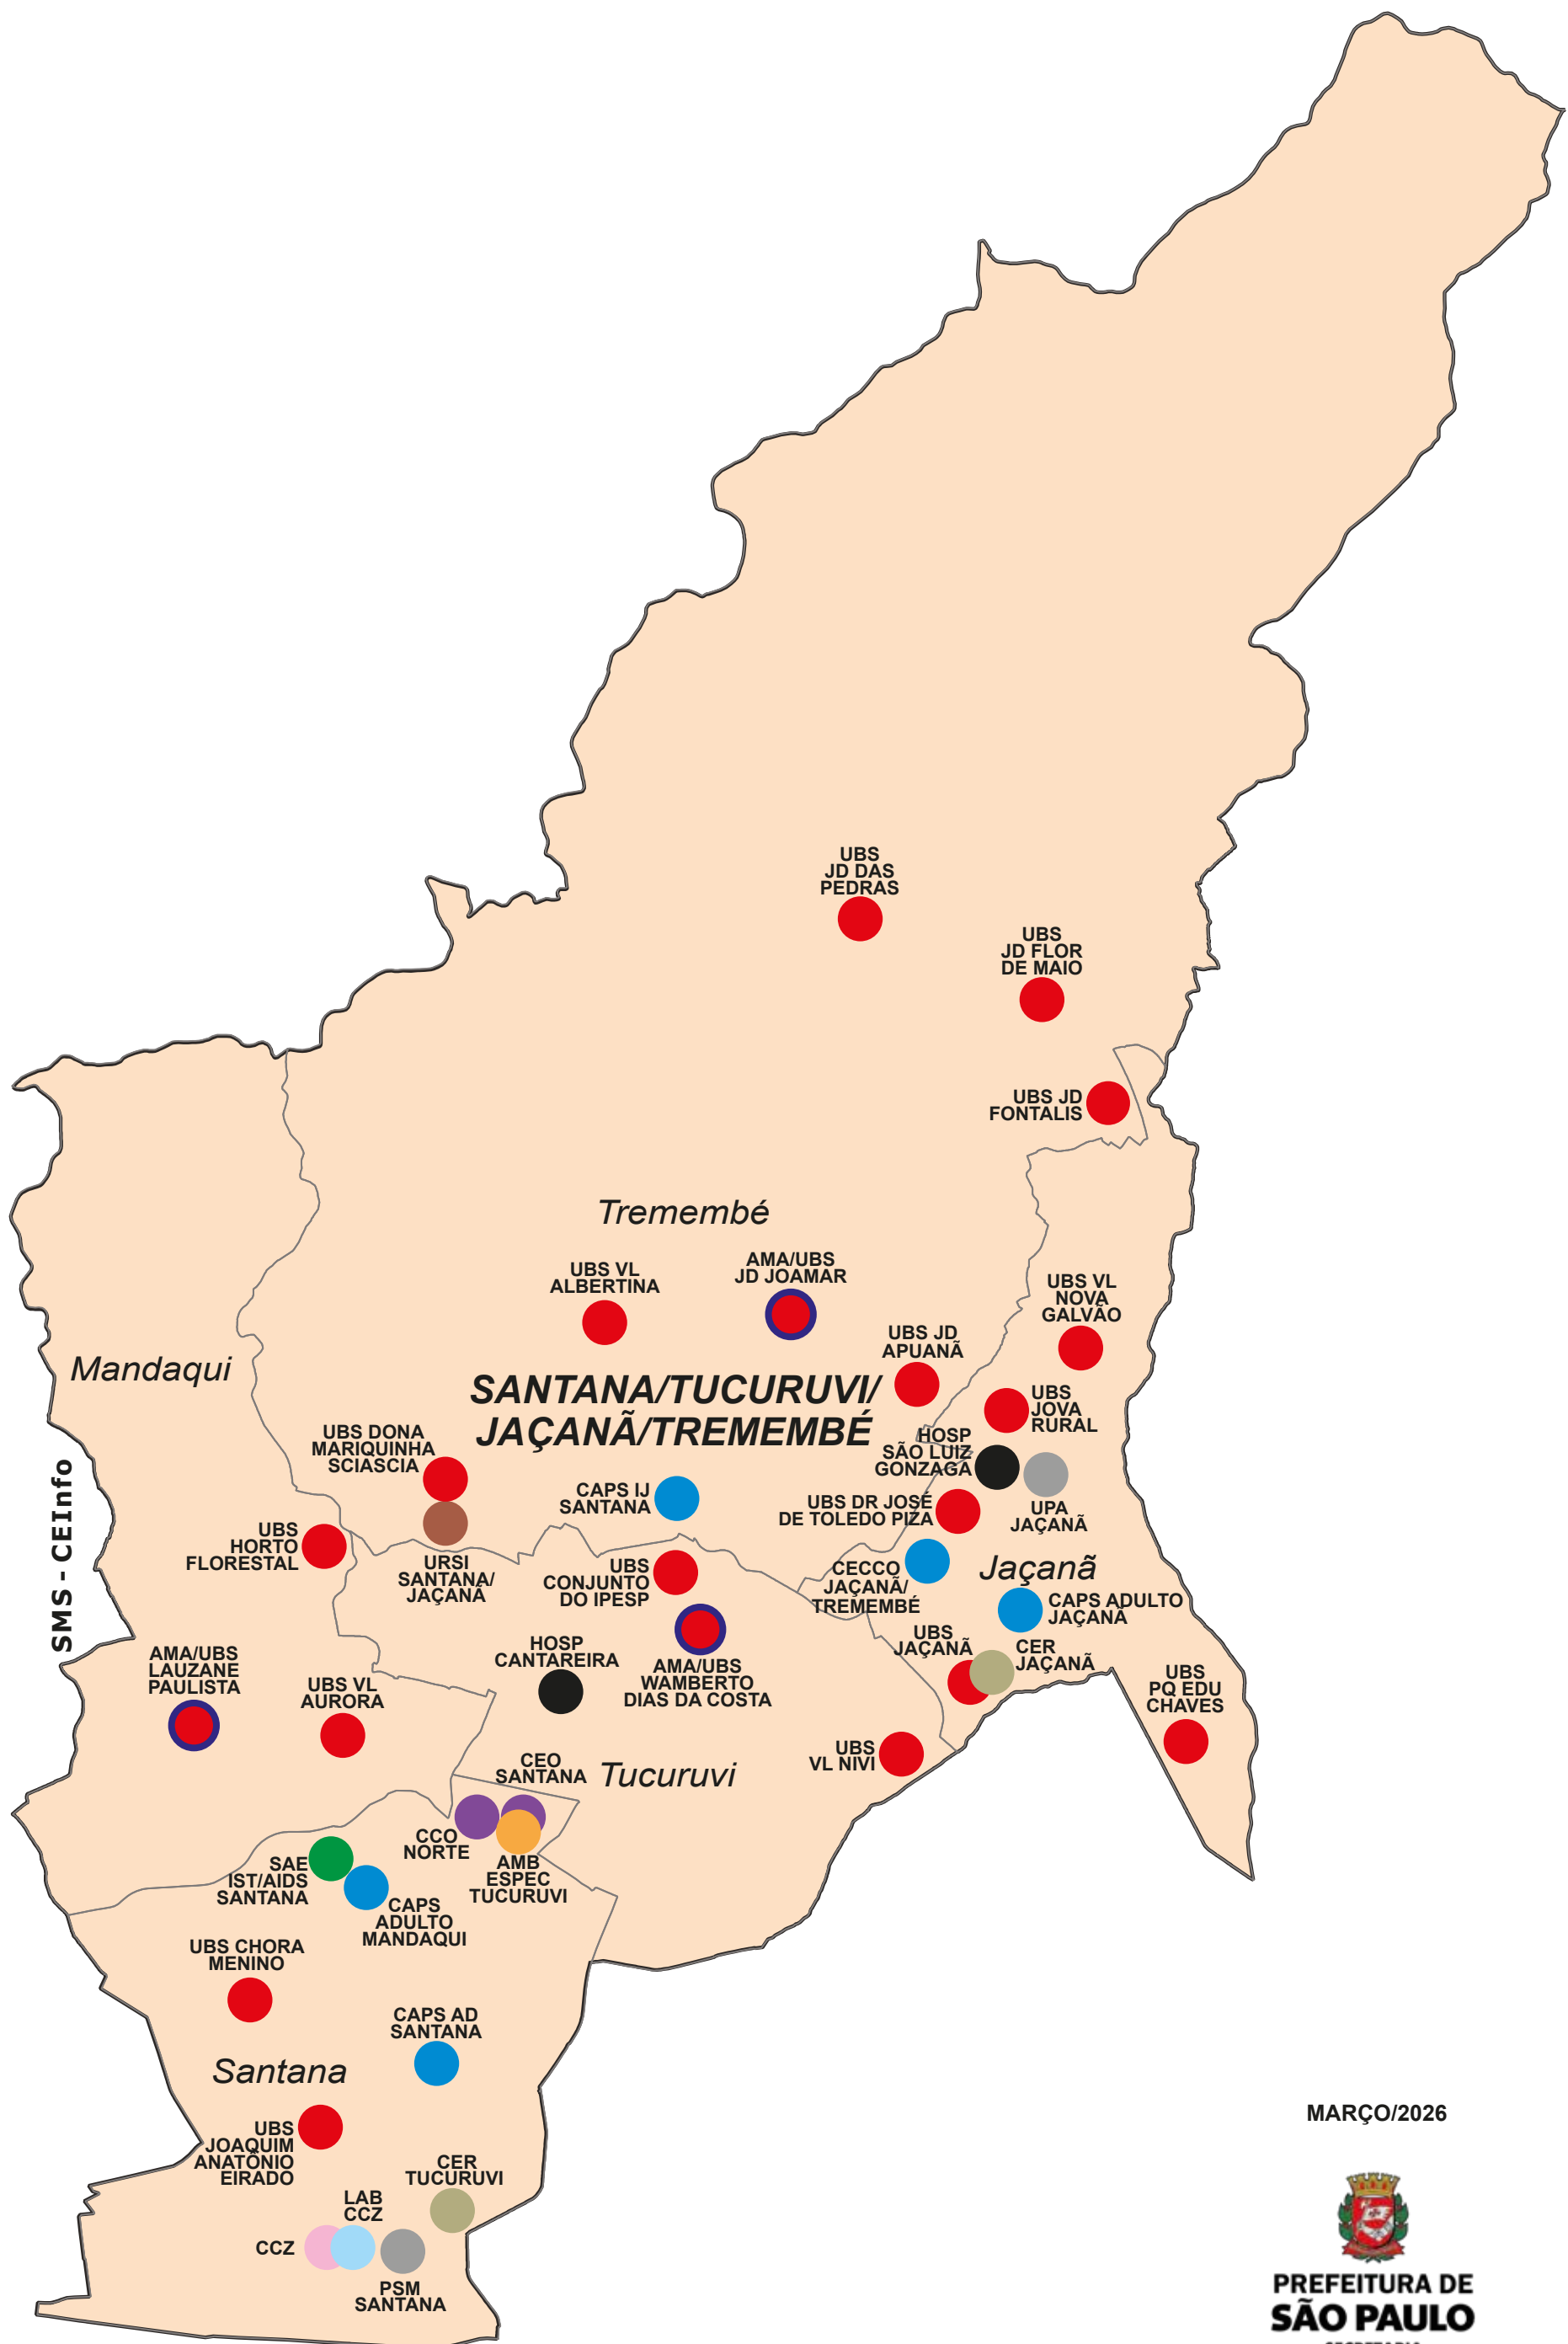 UBS
JD DAS
PEDRAS
UBS
JD FLOR
DE MAIO
UBS JD
FONTALIS
Tremembé
UBS VL
ALBERTINA
AMA/UBS
JD JOAMAR
UBS VL
NOVA
GALVÃO
UBS JD
APUANÃ
Mandaqui
SANTANA/TUCURUVI/
JAÇANÃ/TREMEMBÉ
UBS
JOVA
RURAL
UBS DONA
MARIQUINHA
SCIASCIA
HOSP
SÃO LUIZ
GONZAGA
SMS - CEInfo
CAPS IJ
SANTANA
UBS DR JOSÉ
DE TOLEDO PIZA
UPA
JAÇANÃ
UBS
HORTO
FLORESTAL
URSI
SANTANA/
JAÇANÃ
UBS
CONJUNTO
DO IPESP
CECCO
JAÇANÃ/
TREMEMBÉ
Jaçanã
CAPS ADULTO
JAÇANÃ
AMA/UBS
LAUZANE
PAULISTA
UBS VL
AURORA
HOSP
CANTAREIRA
AMA/UBS
WAMBERTO
DIAS DA COSTA
UBS
JAÇANÃ
CER
JAÇANÃ
UBS
PQ EDU
CHAVES
UBS
VL NIVI
CEO
SANTANA
Tucuruvi
CCO
NORTE
AMB
ESPEC
TUCURUVI
SAE
IST/AIDS
SANTANA
CAPS
ADULTO
MANDAQUI
UBS CHORA
MENINO
CAPS AD
SANTANA
Santana
UBS
JOAQUIM
ANATÔNIO
EIRADO
CER
TUCURUVI
LAB
CCZ
CCZ
PSM
SANTANA
MARÇO/2026
PREFEITURA DE
SÃO PAULO